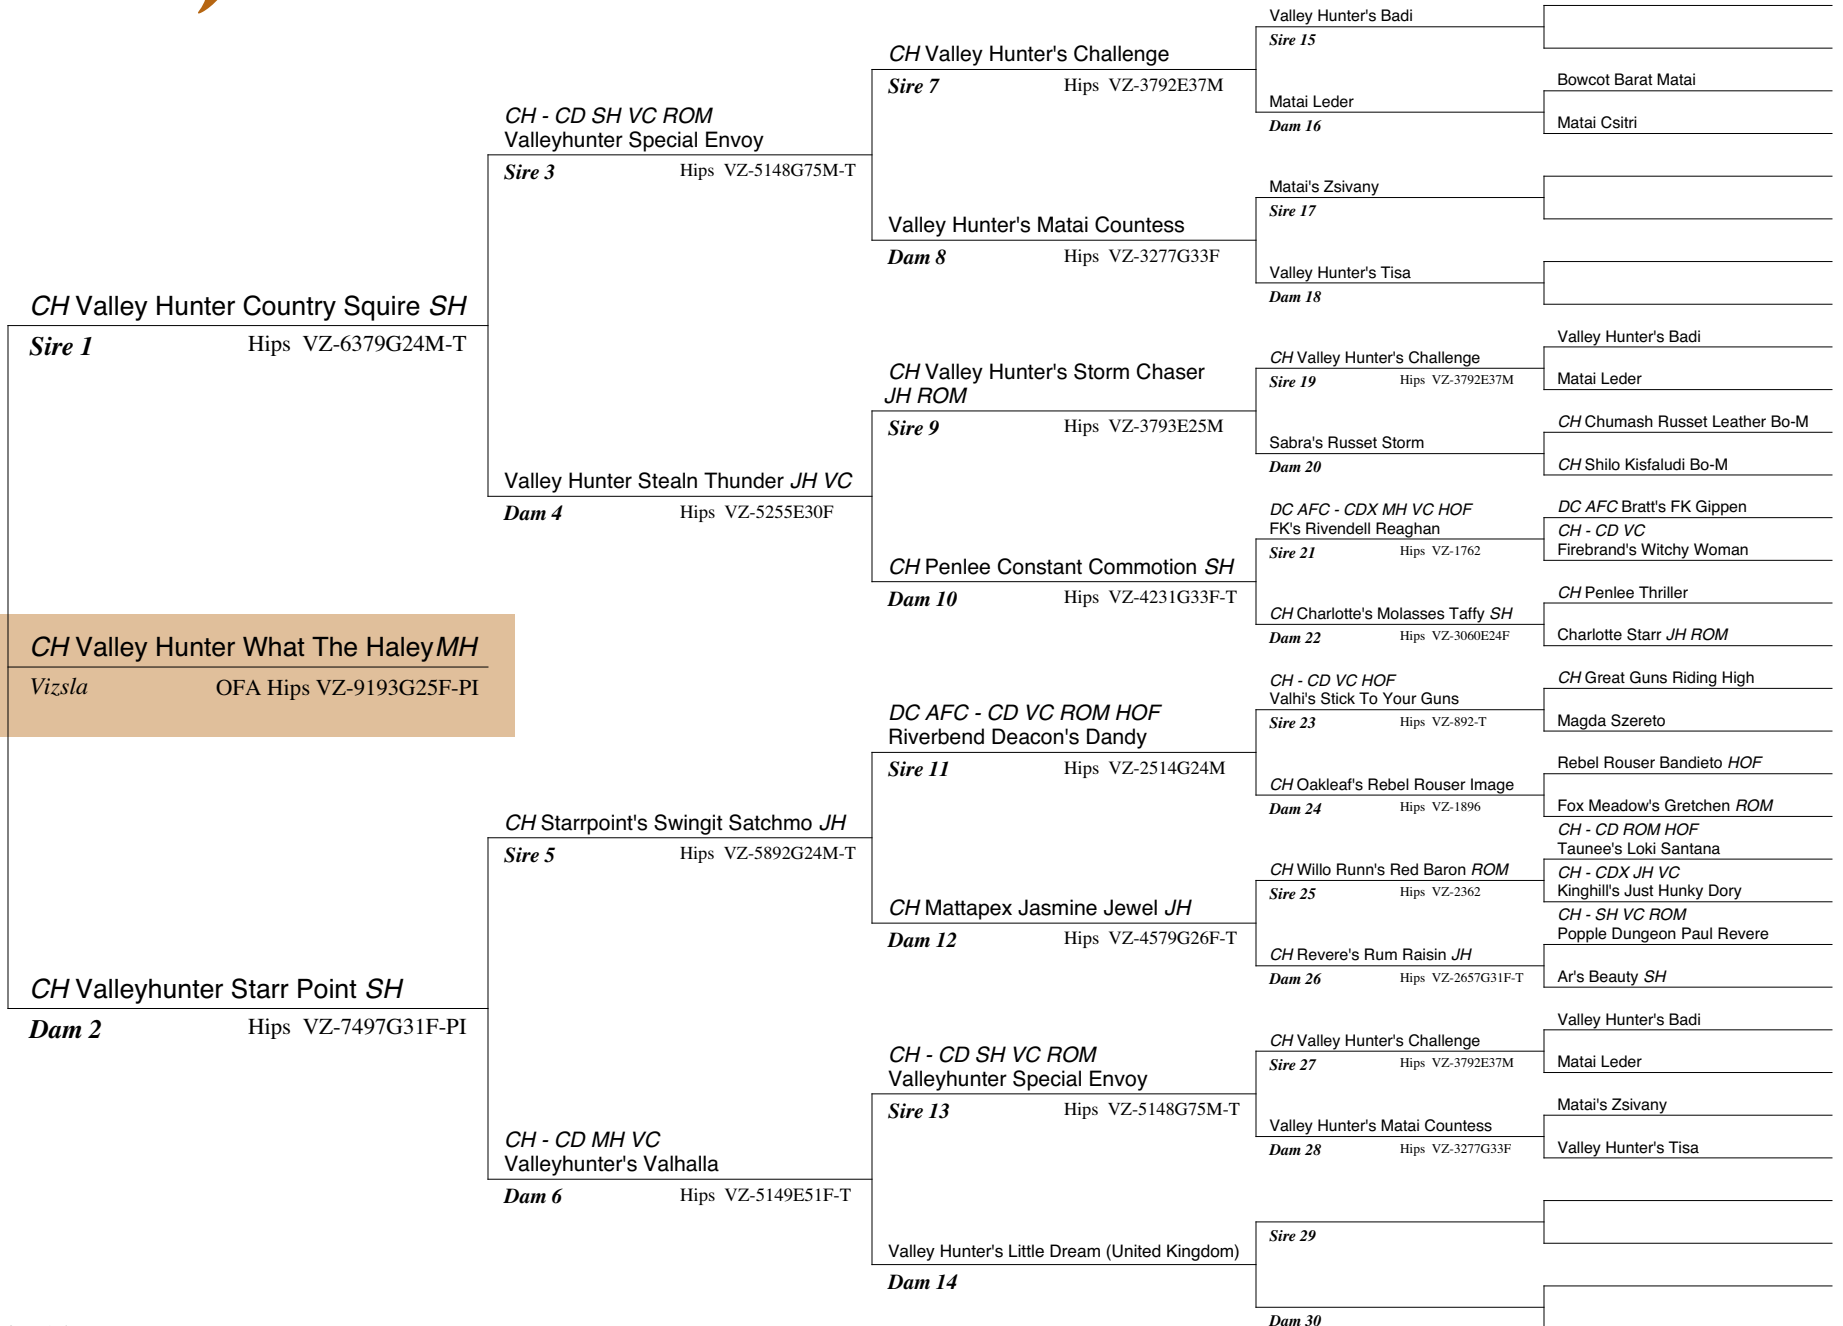 CH Valley Hunter What The Haley MH
Vizsla OFA Hips VZ-9193G25F-PI
CH Valley Hunter Country Squire SH
Sire 1 Hips VZ-6379G24M-T
CH Valleyhunter Starr Point SH
Dam 2 Hips VZ-7497G31F-PI
CH - CD SH VC ROM
Valleyhunter Special Envoy
Sire 3 Hips VZ-5148G75M-T
Valley Hunter Stealn Thunder JH VC
Dam 4 Hips VZ-5255E30F
CH Starrpoint's Swingit Satchmo JH
Sire 5 Hips VZ-5892G24M-T
CH - CD MH VC
Valleyhunter's Valhalla
Dam 6 Hips VZ-5149E51F-T
CH Valley Hunter's Challenge
Sire 7 Hips VZ-3792E37M
Valley Hunter's Matai Countess
Dam 8 Hips VZ-3277G33F
CH Valley Hunter's Storm Chaser
JH ROM
Sire 9 Hips VZ-3793E25M
CH Penlee Constant Commotion SH
Dam 10 Hips VZ-4231G33F-T
DC AFC - CD VC ROM HOF
Riverbend Deacon's Dandy
Sire 11 Hips VZ-2514G24M
CH Mattapex Jasmine Jewel JH
Dam 12 Hips VZ-4579G26F-T
CH - CD SH VC ROM
Valleyhunter Special Envoy
Sire 13 Hips VZ-5148G75M-T
Valley Hunter's Little Dream (United Kingdom)
Dam 14
Valley Hunter's Badi
Sire 15
Matai Leder
Dam 16
Matai's Zsivany
Sire 17
Valley Hunter's Tisa
Dam 18
CH Valley Hunter's Challenge
Sire 19 Hips VZ-3792E37M
Sabra's Russet Storm
Dam 20
DC AFC - CDX MH VC HOF
FK's Rivendell Reaghan
Sire 21 Hips VZ-1762
CH Charlotte's Molasses Taffy SH
Dam 22 Hips VZ-3060E24F
CH - CD VC HOF
Valhi's Stick To Your Guns
Sire 23 Hips VZ-892-T
CH Oakleaf's Rebel Rouser Image
Dam 24 Hips VZ-1896
CH Willo Runn's Red Baron ROM
Sire 25 Hips VZ-2362
CH Revere's Rum Raisin JH
Dam 26 Hips VZ-2657G31F-T
CH Valley Hunter's Challenge
Sire 27 Hips VZ-3792E37M
Valley Hunter's Matai Countess
Dam 28 Hips VZ-3277G33F
Sire 29
Dam 30
Bowcot Barat Matai
Matai Csitri
Valley Hunter's Badi
Matai Leder
CH Chumash Russet Leather Bo-M
CH Shilo Kisfaludi Bo-M
DC AFC Bratt's FK Gippen
CH - CD VC
Firebrand's Witchy Woman
CH Penlee Thriller
Charlotte Starr JH ROM
CH Great Guns Riding High
Magda Szereto
Rebel Rouser Bandieto HOF
Fox Meadow's Gretchen ROM
CH - CD ROM HOF
Taunee's Loki Santana
CH - CDX JH VC
Kinghill's Just Hunky Dory
CH - SH VC ROM
Popple Dungeon Paul Revere
Ar's Beauty SH
Valley Hunter's Badi
Matai Leder
Matai's Zsivany
Valley Hunter's Tisa